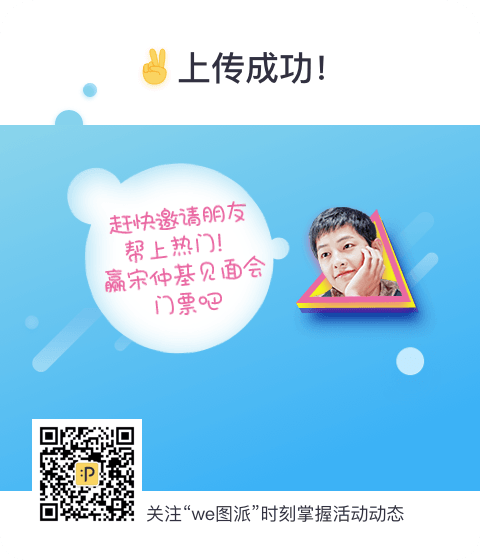 上传成功!
赶快邀请朋友
帮上热门!
赢宋仲基见面会
门票吧
:P
关注“we图派”时刻掌握活动动态